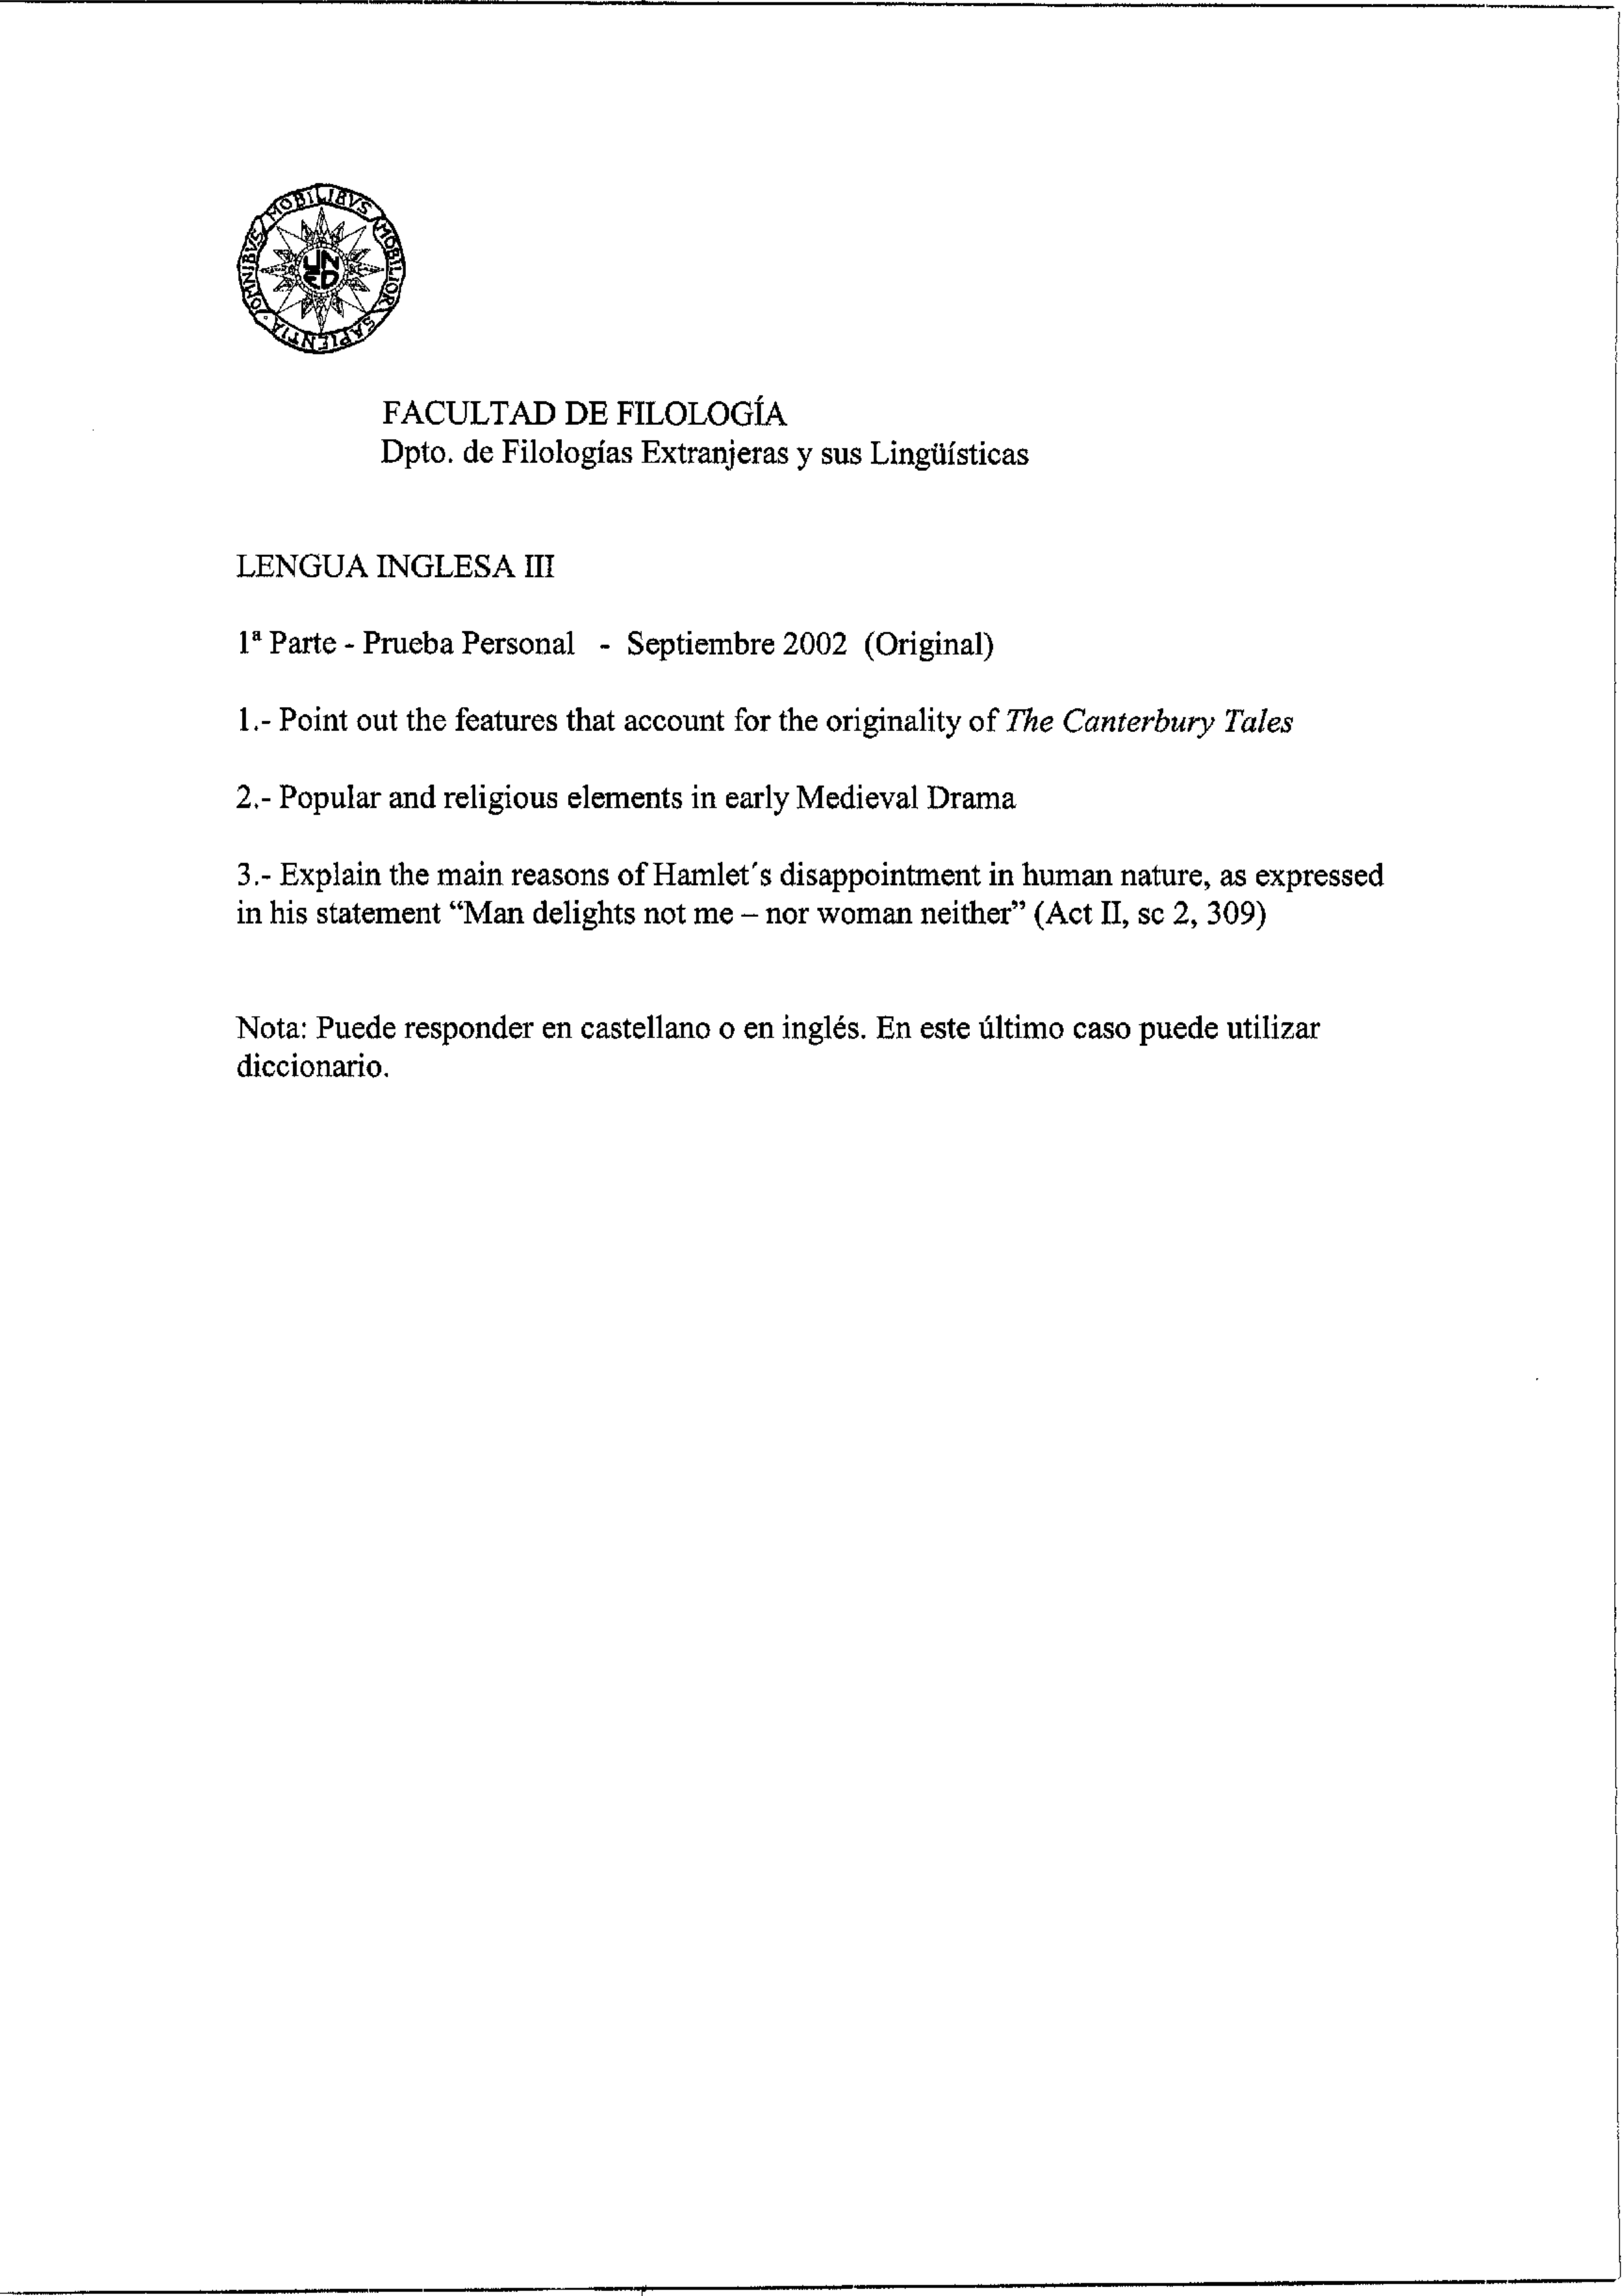 OMNIBVS MOBILIBVS MOBILIOR SAPIENTIA
UN
ED
FACULTAD DE FILOLOGÍA
Dpto. de Filologías Extranjeras y sus Lingüísticas
LENGUA INGLESA III
1ª Parte - Prueba Personal - Septiembre 2002 (Original)
1.- Point out the features that account for the originality of The Canterbury Tales
2.- Popular and religious elements in early Medieval Drama
3.- Explain the main reasons of Hamlet´s disappointment in human nature, as expressed
in his statement “Man delights not me – nor woman neither” (Act II, sc 2, 309)
Nota: Puede responder en castellano o en inglés. En este último caso puede utilizar
diccionario.